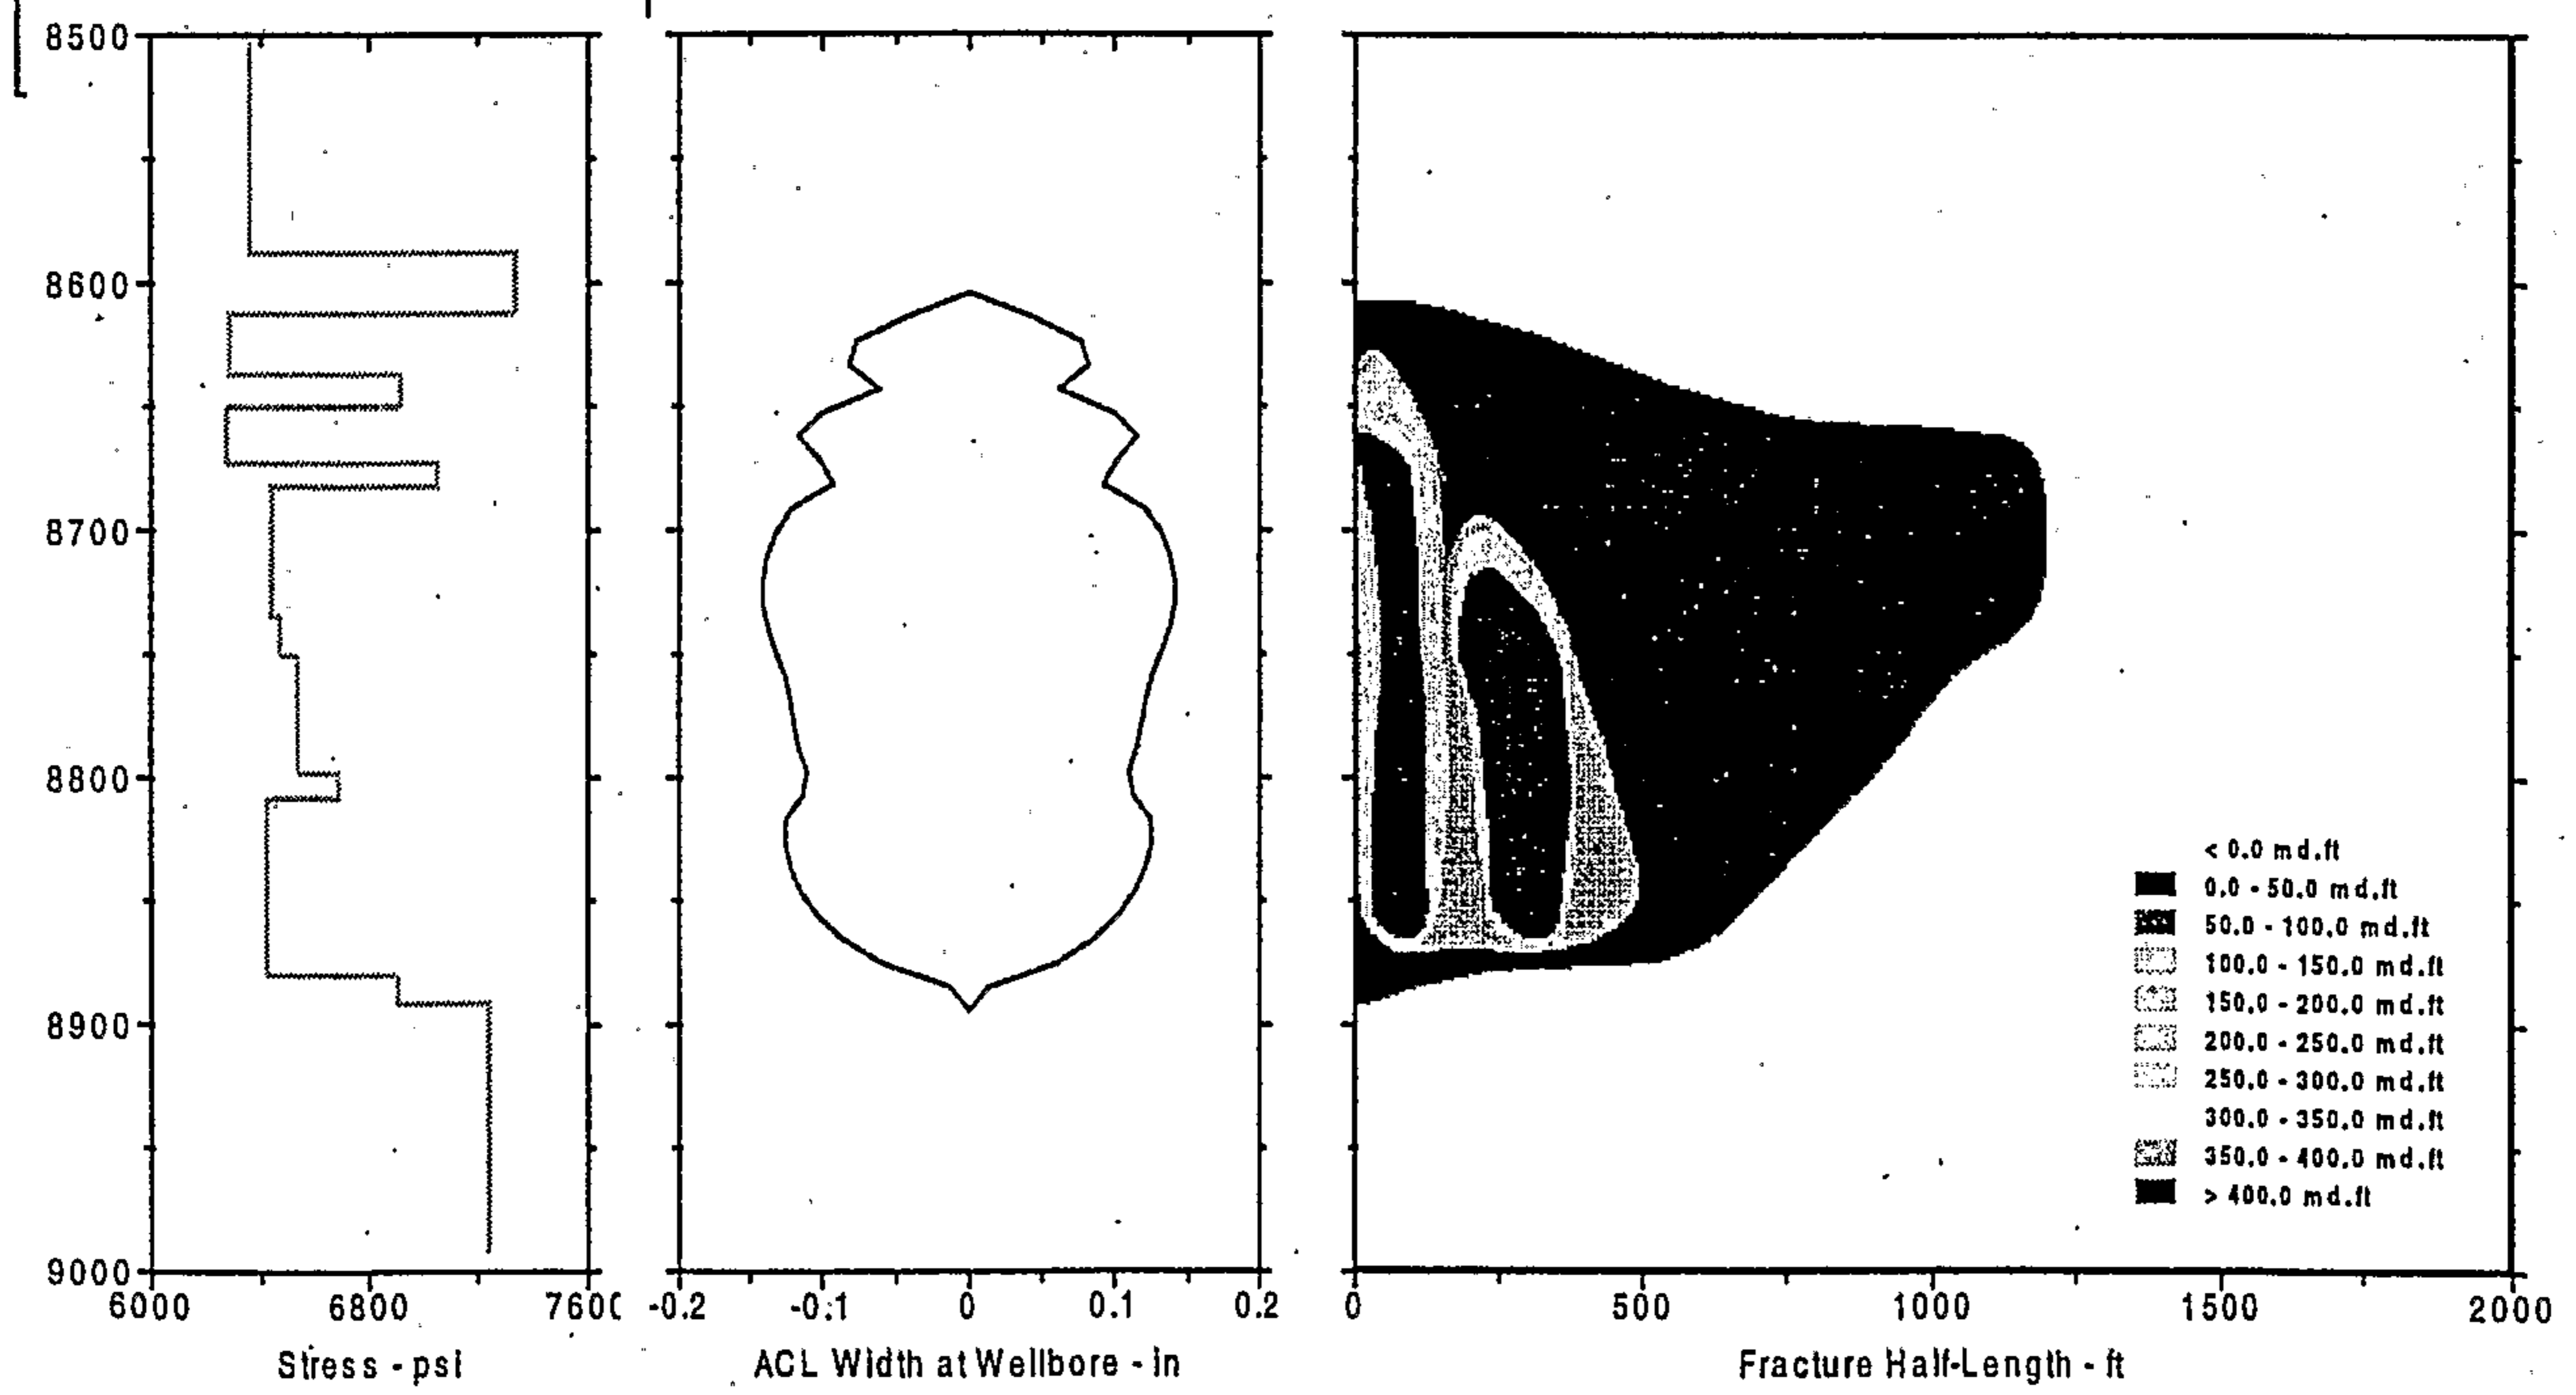 8500
8600
8700
8800
8900
9000
6000 6800 7600
Stress - psi
-0.2 -0.1 0 0.1 0.2
ACL Width at Wellbore - in
0 500 1000 1500 2000
Fracture Half-Length - ft
< 0.0 md.ft
0.0 - 50.0 md.ft
50.0 - 100.0 md.ft
100.0 - 150.0 md.ft
150.0 - 200.0 md.ft
200.0 - 250.0 md.ft
250.0 - 300.0 md.ft
300.0 - 350.0 md.ft
350.0 - 400.0 md.ft
> 400.0 md.ft